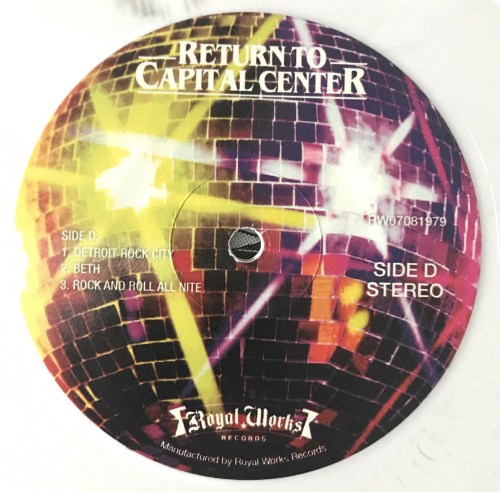 RETURN TO
CAPITAL CENTER
RW07081979
SIDE D
STEREO
SIDE D:
1. DETROIT ROCK CITY
2. BETH
3. ROCK AND ROLL ALL NITE
Royal Works
RECORDS
Manufactured by Royal Works Records